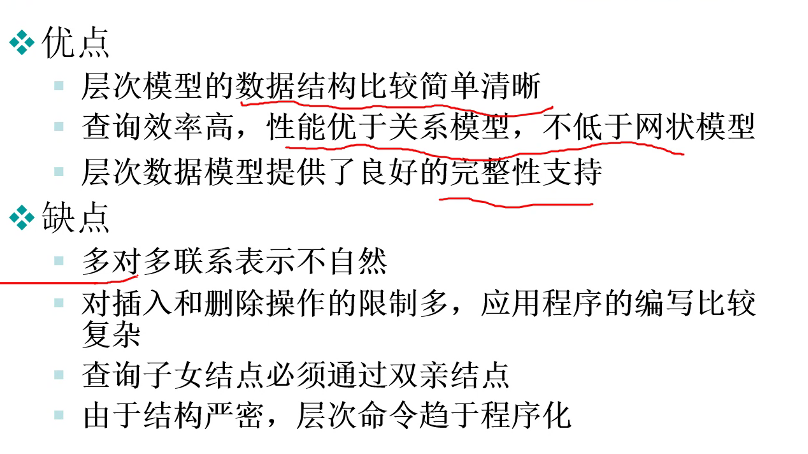 优点
层次模型的数据结构比较简单清晰
查询效率高，性能优于关系模型，不低于网状模型
层次数据模型提供了良好的完整性支持
缺点
多对多联系表示不自然
对插入和删除操作的限制多，应用程序的编写比较
复杂
查询子女结点必须通过双亲结点
由于结构严密，层次命令趋于程序化